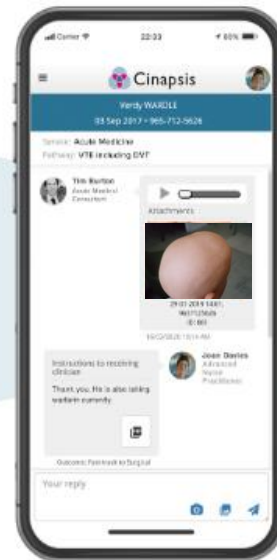 22:33
Cinapsis
Verdy WARDLE
03 Sep 2017 • 965-712-5626
Service: Acute Medicine
Pathway: VTE including DVT
Tim Burton
Acute Medical
Consultant
Attachments
9651125626
Joan Davies
Advanced
Nurse
Practitioner
Instructions to receiving
clinician
Thank you. He is also taking
warfarin currently.
Your reply